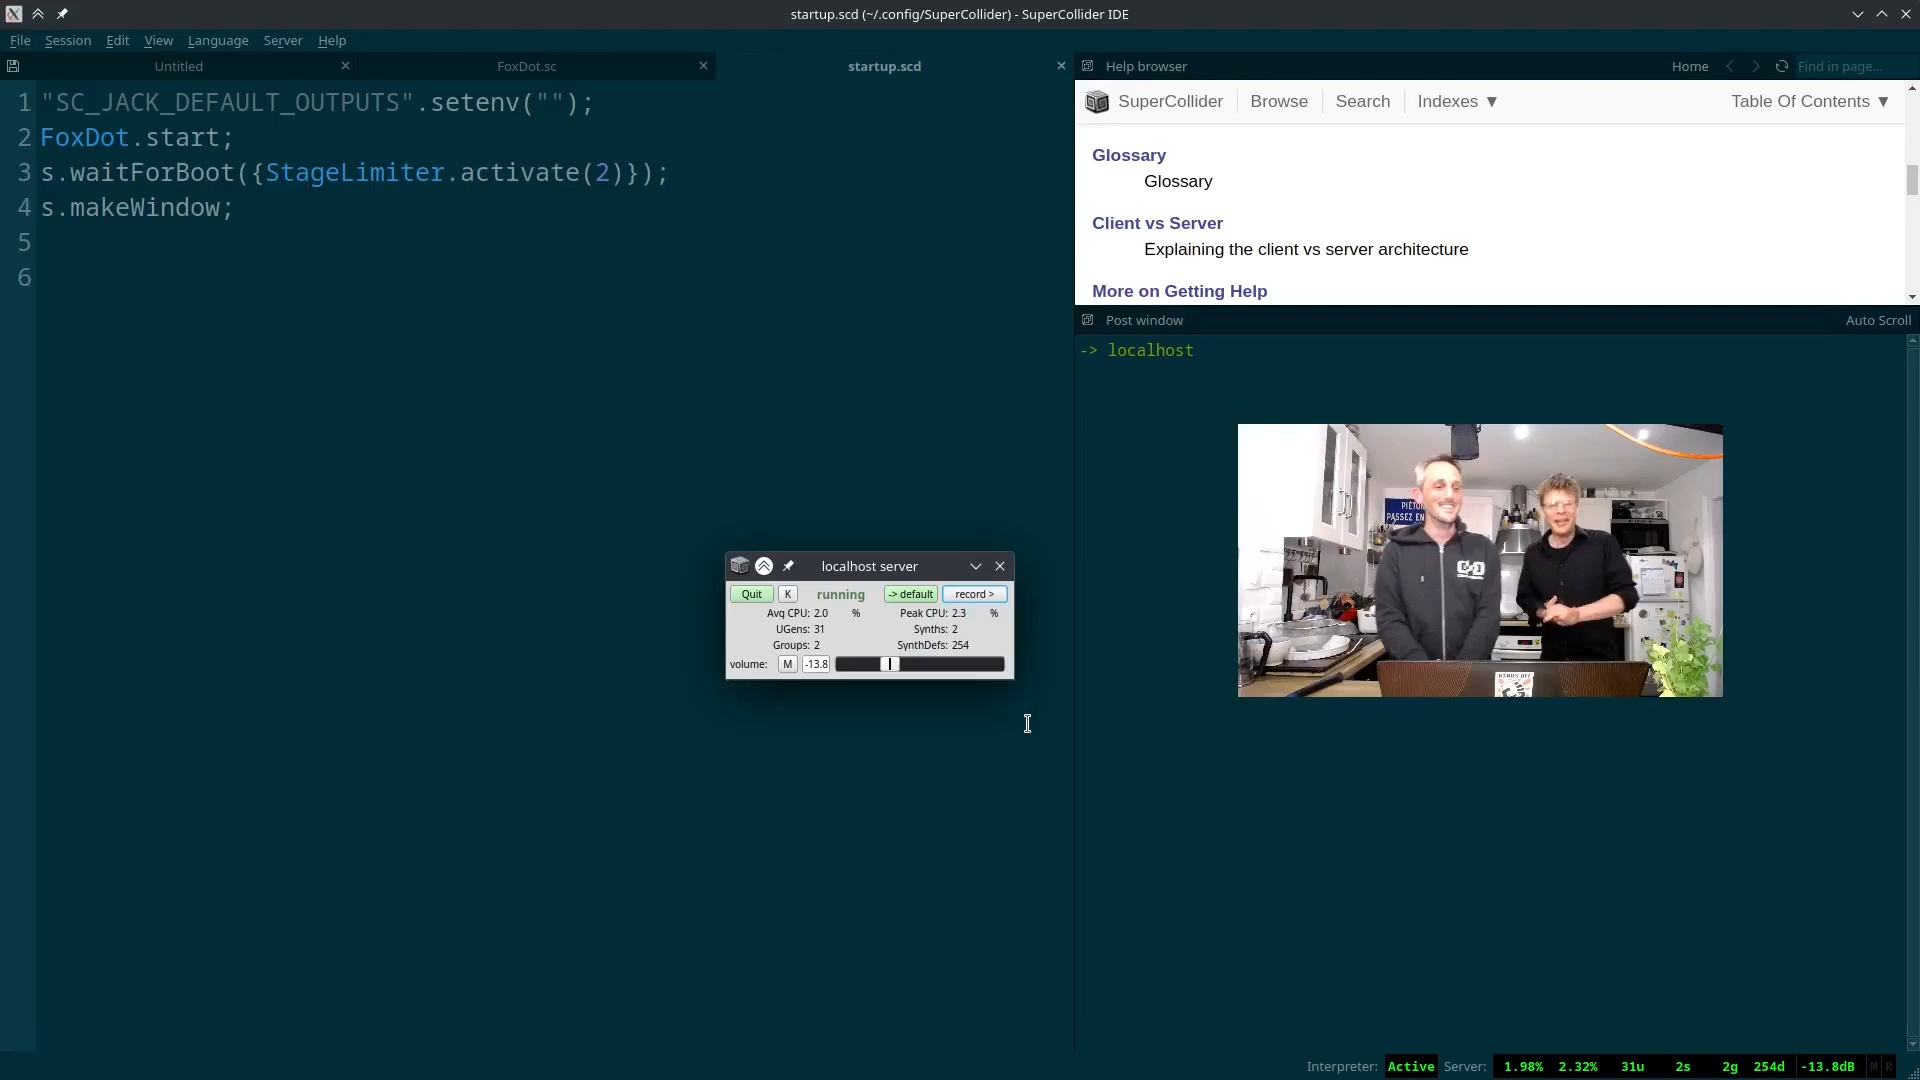 startup.scd (~/.config/SuperCollider) - SuperCollider IDE
File Session Edit View Language Server Help
Untitled FoxDot.sc startup.scd
1 "SC_JACK_DEFAULT_OUTPUTS".setenv("");
2 FoxDot.start;
3 s.waitForBoot({StageLimiter.activate(2)});
4 s.makeWindow;
5
6
Help browser Home Find in page...
SuperCollider Browse Search Indexes ▼ Table Of Contents ▼
Glossary
Glossary
Client vs Server
Explaining the client vs server architecture
More on Getting Help
Post window Auto Scroll
-> localhost
PIÉTON
PASSEZ EN
HANDS OFF
localhost server
Quit K running -> default record >
Avg CPU: 2.0 % Peak CPU: 2.3 %
UGens: 31 Synths: 2
Groups: 2 SynthDefs: 254
volume: M -13.8
Interpreter: Active Server: 1.98% 2.32% 31u 2s 2g 254d -13.8dB M R